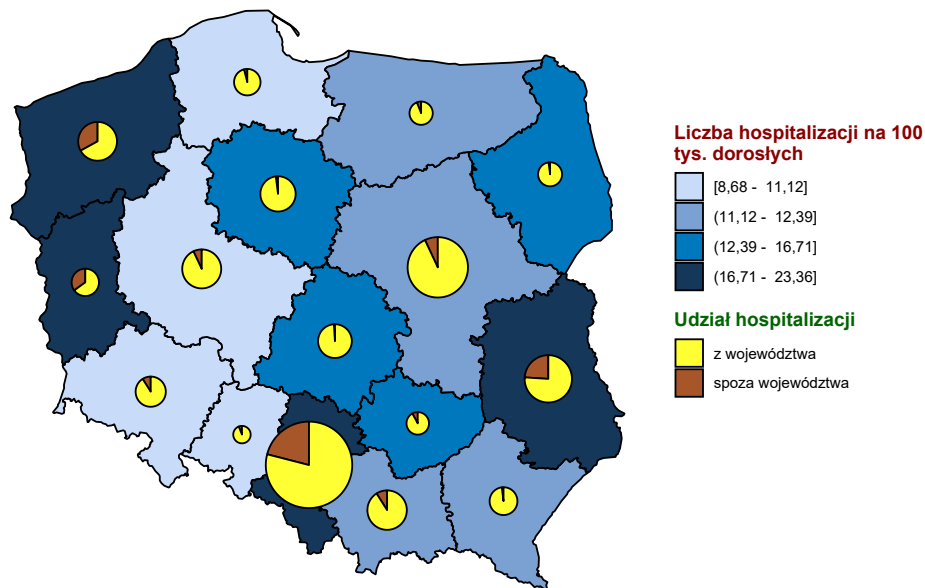 Liczba hospitalizacji na 100
tys. dorosłych
[8,68 - 11,12]
(11,12 - 12,39]
(12,39 - 16,71]
(16,71 - 23,36]
Udział hospitalizacji
z województwa
spoza województwa